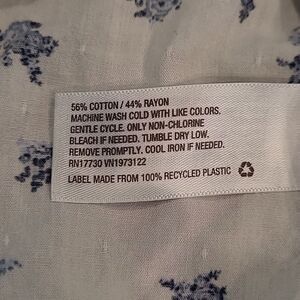 56% COTTON / 44% RAYON
MACHINE WASH COLD WITH LIKE COLORS.
GENTLE CYCLE. ONLY NON-CHLORINE
BLEACH IF NEEDED. TUMBLE DRY LOW.
REMOVE PROMPTLY. COOL IRON IF NEEDED.
RN17730 VN1973122
LABEL MADE FROM 100% RECYCLED PLASTIC